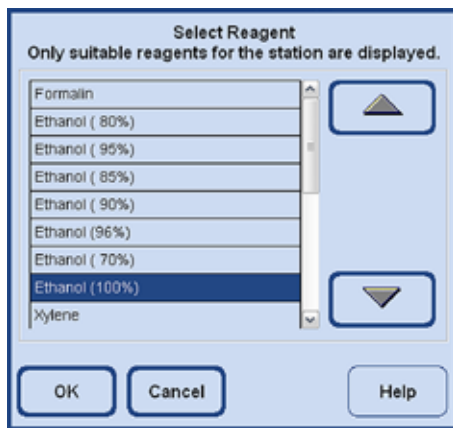 Select Reagent
Only suitable reagents for the station are displayed.
Formalin
Ethanol ( 80%)
Ethanol ( 95%)
Ethanol ( 85%)
Ethanol ( 90%)
Ethanol (96%)
Ethanol ( 70%)
Ethanol (100%)
Xylene
OK
Cancel
Help